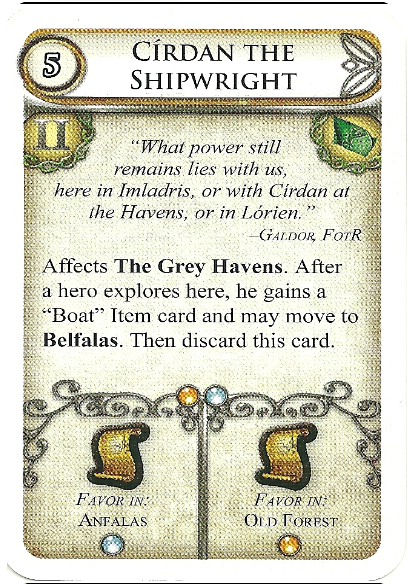 5
CÍRDAN THE
SHIPWRIGHT
II
“What power still
remains lies with us,
here in Imladris, or with Círdan at
the Havens, or in Lórien.”
–GALDOR, FOTR
Affects The Grey Havens. After
a hero explores here, he gains a
“Boat” Item card and may move to
Belfalas. Then discard this card.
FAVOR IN:
ANFALAS
FAVOR IN:
OLD FOREST